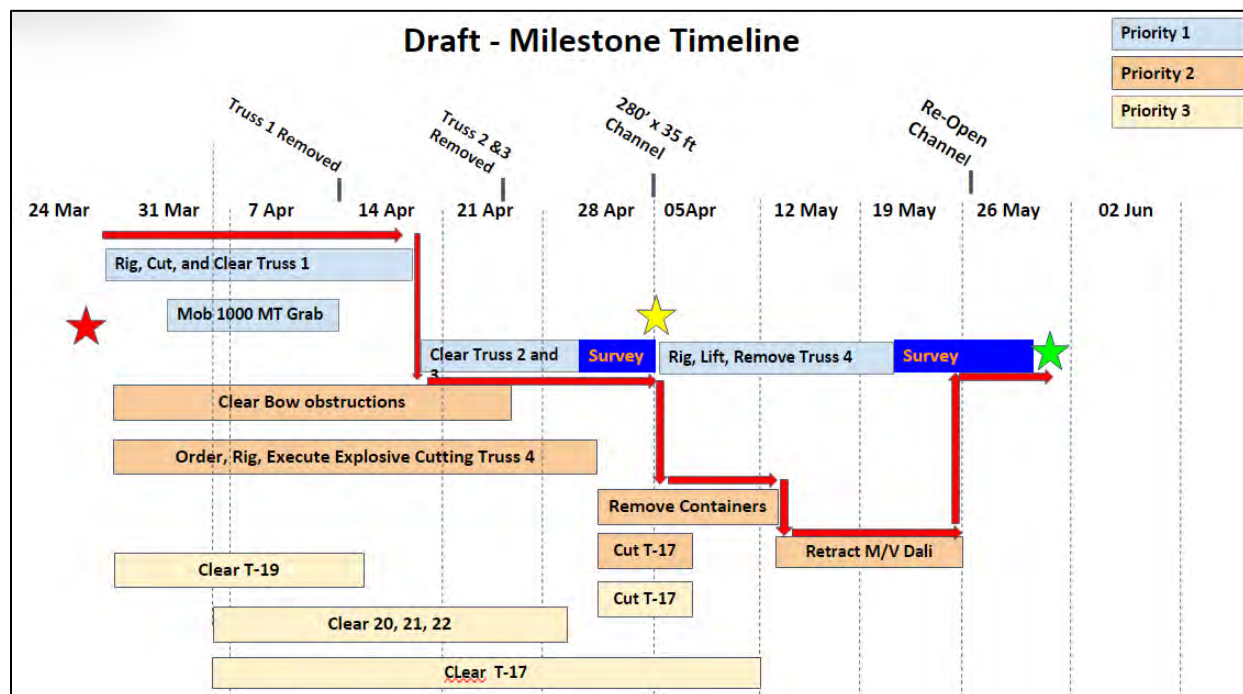 Draft - Milestone Timeline
Priority 1
Priority 2
Priority 3
Truss 1 Removed
Truss 2 &3
Removed
280’ x 35 ft
Channel
Re-Open
Channel
24 Mar
31 Mar
7 Apr
14 Apr
21 Apr
28 Apr
05Apr
12 May
19 May
26 May
02 Jun
Rig, Cut, and Clear Truss 1
Mob 1000 MT Grab
Clear Truss 2 and
3
Survey
Rig, Lift, Remove Truss 4
Survey
Clear Bow obstructions
Order, Rig, Execute Explosive Cutting Truss 4
Remove Containers
Cut T-17
Retract M/V Dali
Clear T-19
Cut T-17
Clear 20, 21, 22
CLear T-17